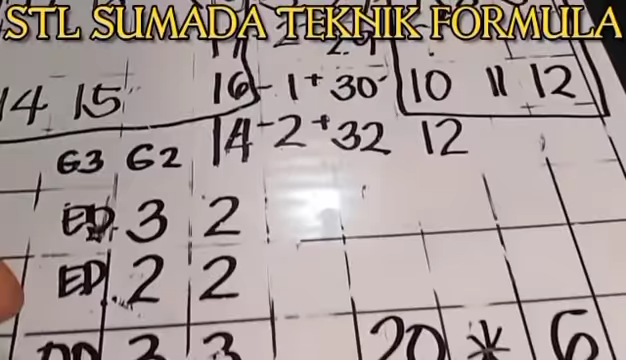 STL SUMADA TEKNIK FORMULA
14 15 16 - 1 + 30 - 10 11 12
14 - 2 + 32 12
63 62
ED 3 2
ED 2 2
3 3 20 * 6